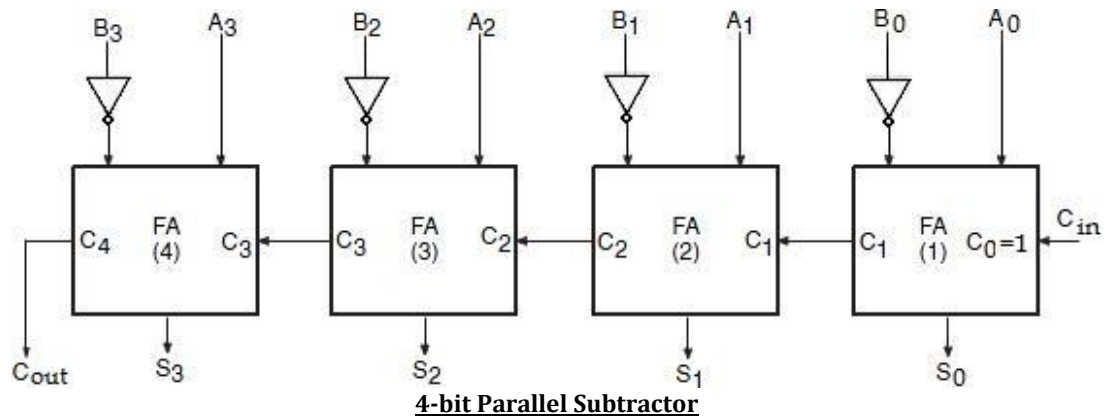 B3 A3 B2 A2 B1 A1 B0 A0
FA FA FA FA Cin
C4 (4) C3 C3 (3) C2 C2 (2) C1 C1 (1) C0=1
Cout S3 S2 S1 S0
4-bit Parallel Subtractor